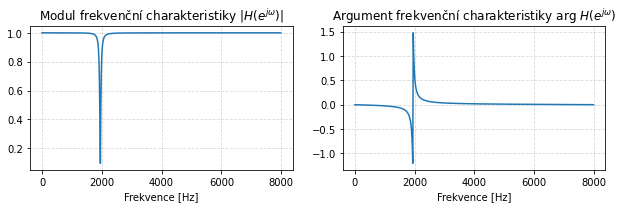 Modul frekvenční charakteristiky |H(e^{jω})|
1.0
0.8
0.6
0.4
0.2
0 2000 4000 6000 8000
Frekvence [Hz]
Argument frekvenční charakteristiky arg H(e^{jω})
1.5
1.0
0.5
0.0
−0.5
−1.0
0 2000 4000 6000 8000
Frekvence [Hz]